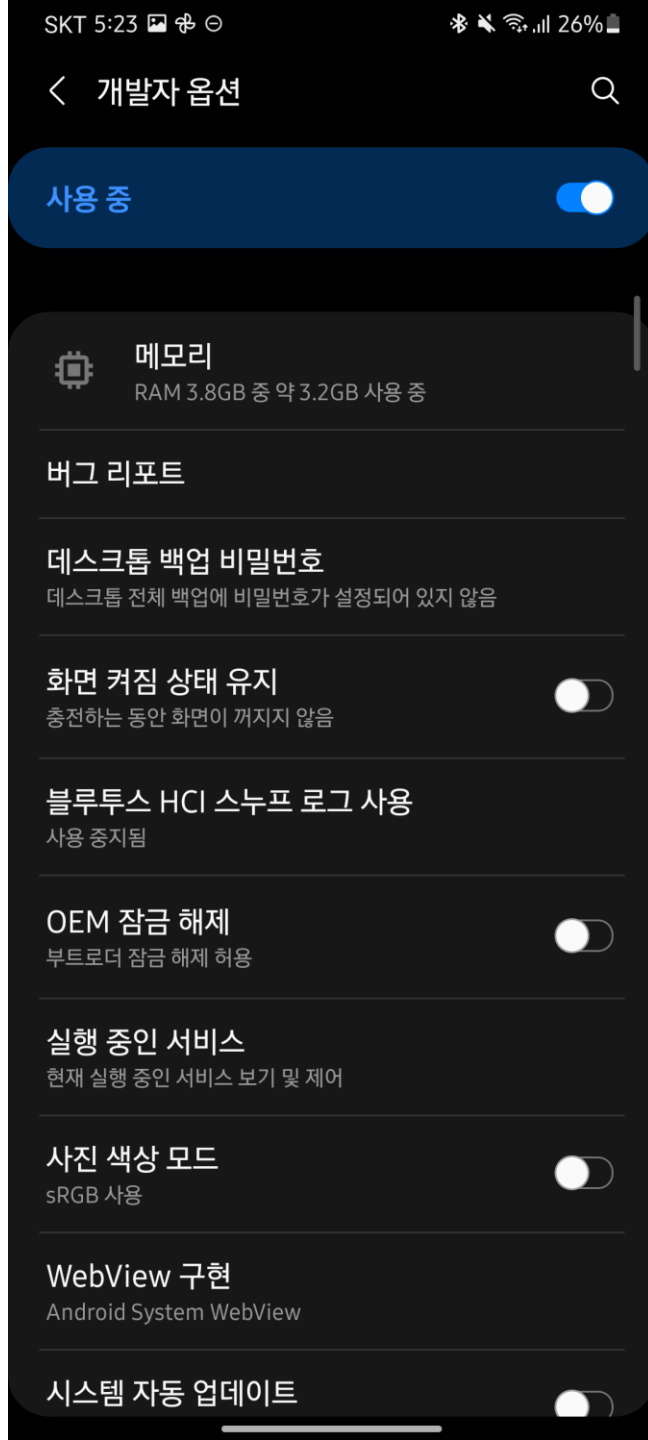 SKT 5:23
26%
개발자 옵션
사용 중
메모리
RAM 3.8GB 중 약 3.2GB 사용 중
버그 리포트
데스크톱 백업 비밀번호
데스크톱 전체 백업에 비밀번호가 설정되어 있지 않음
화면 켜짐 상태 유지
충전하는 동안 화면이 꺼지지 않음
블루투스 HCI 스누프 로그 사용
사용 중지됨
OEM 잠금 해제
부트로더 잠금 해제 허용
실행 중인 서비스
현재 실행 중인 서비스 보기 및 제어
사진 색상 모드
sRGB 사용
WebView 구현
Android System WebView
시스템 자동 업데이트